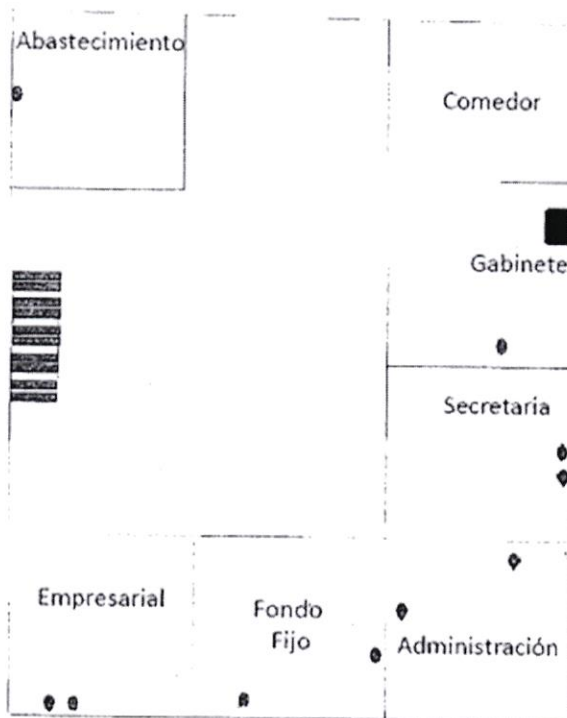 Abastecimiento
Comedor
Gabinete
Secretaria
Empresarial
Fondo
Fijo
Administración